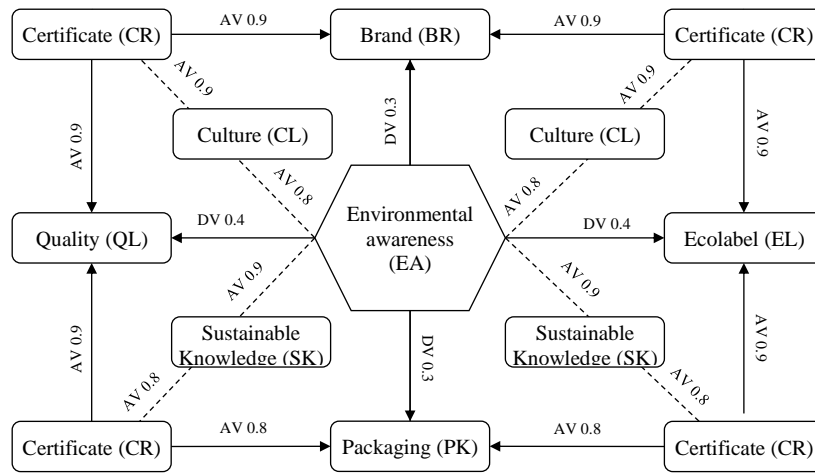 Certificate (CR)
AV 0.9
Brand (BR)
AV 0.9
Certificate (CR)
AV 0.9
AV 0.9
AV 0.9
Culture (CL)
DV 0.3
Culture (CL)
AV 0.9
AV 0.8
AV 0.8
Quality (QL)
DV 0.4
Environmental
awareness
(EA)
DV 0.4
Ecolabel (EL)
AV 0.9
AV 0.9
AV 0.9
Sustainable
Knowledge (SK)
DV 0.3
Sustainable
Knowledge (SK)
AV 0.9
AV 0.8
AV 0.8
Certificate (CR)
AV 0.8
Packaging (PK)
AV 0.8
Certificate (CR)